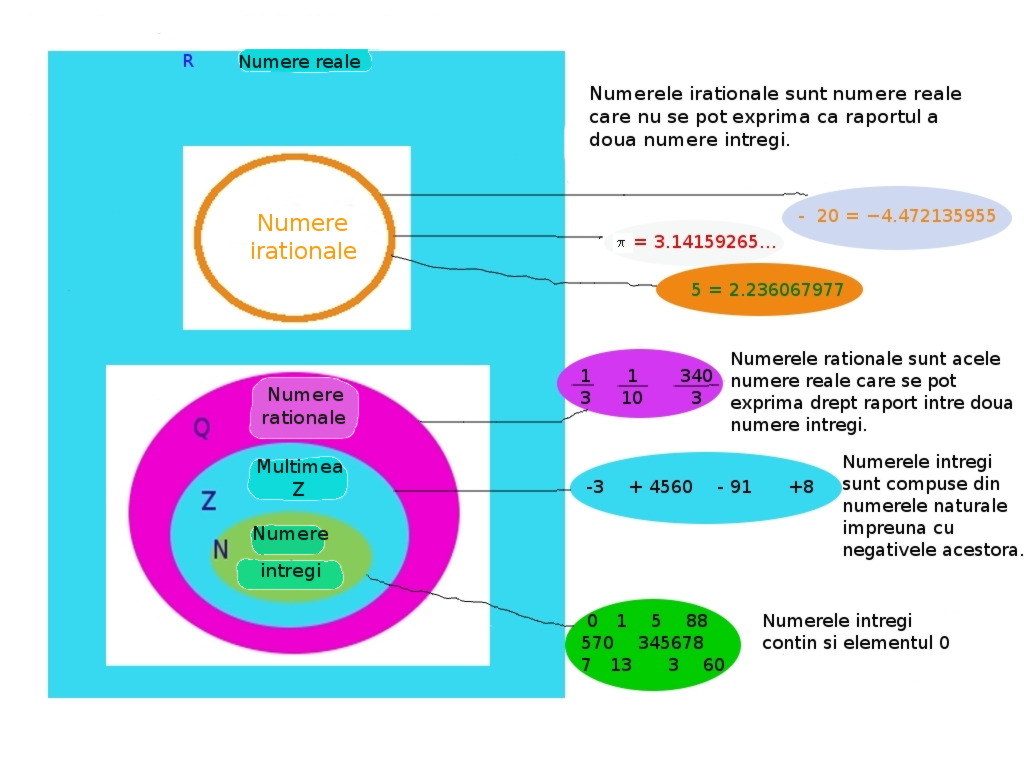 R Numere reale
Numerele irationale sunt numere reale
care nu se pot exprima ca raportul a
doua numere intregi.
Numere
irationale
- 20 = −4.472135955
π = 3.14159265...
5 = 2.236067977
Numere
rationale
Q
1 1 340
3 10 3
Numerele rationale sunt acele
numere reale care se pot
exprima drept raport intre doua
numere intregi.
Multimea
Z
Z
-3 + 4560 - 91 +8
Numerele intregi
sunt compuse din
numerele naturale
impreuna cu
negativele acestora.
Numere
N
intregi
0 1 5 88
570 345678
7 13 3 60
Numerele intregi
contin si elementul 0